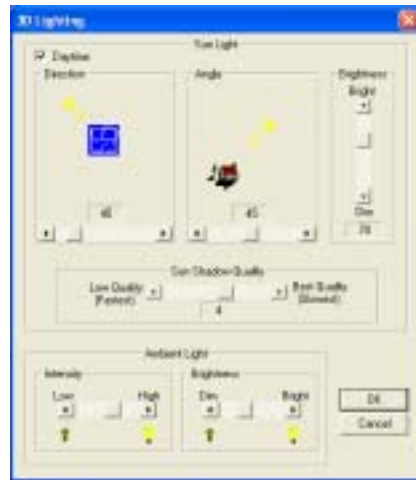 3D Lighting
Sun Light
Daytime
Direction
Angle
Brightness
Bright
45
45
Dim
70
Sun Shadow Quality
Low Quality
(Fastest)
Best Quality
(Slowest)
4
Ambient Light
Intensity
Brightness
Low
High
Dim
Bright
OK
Cancel